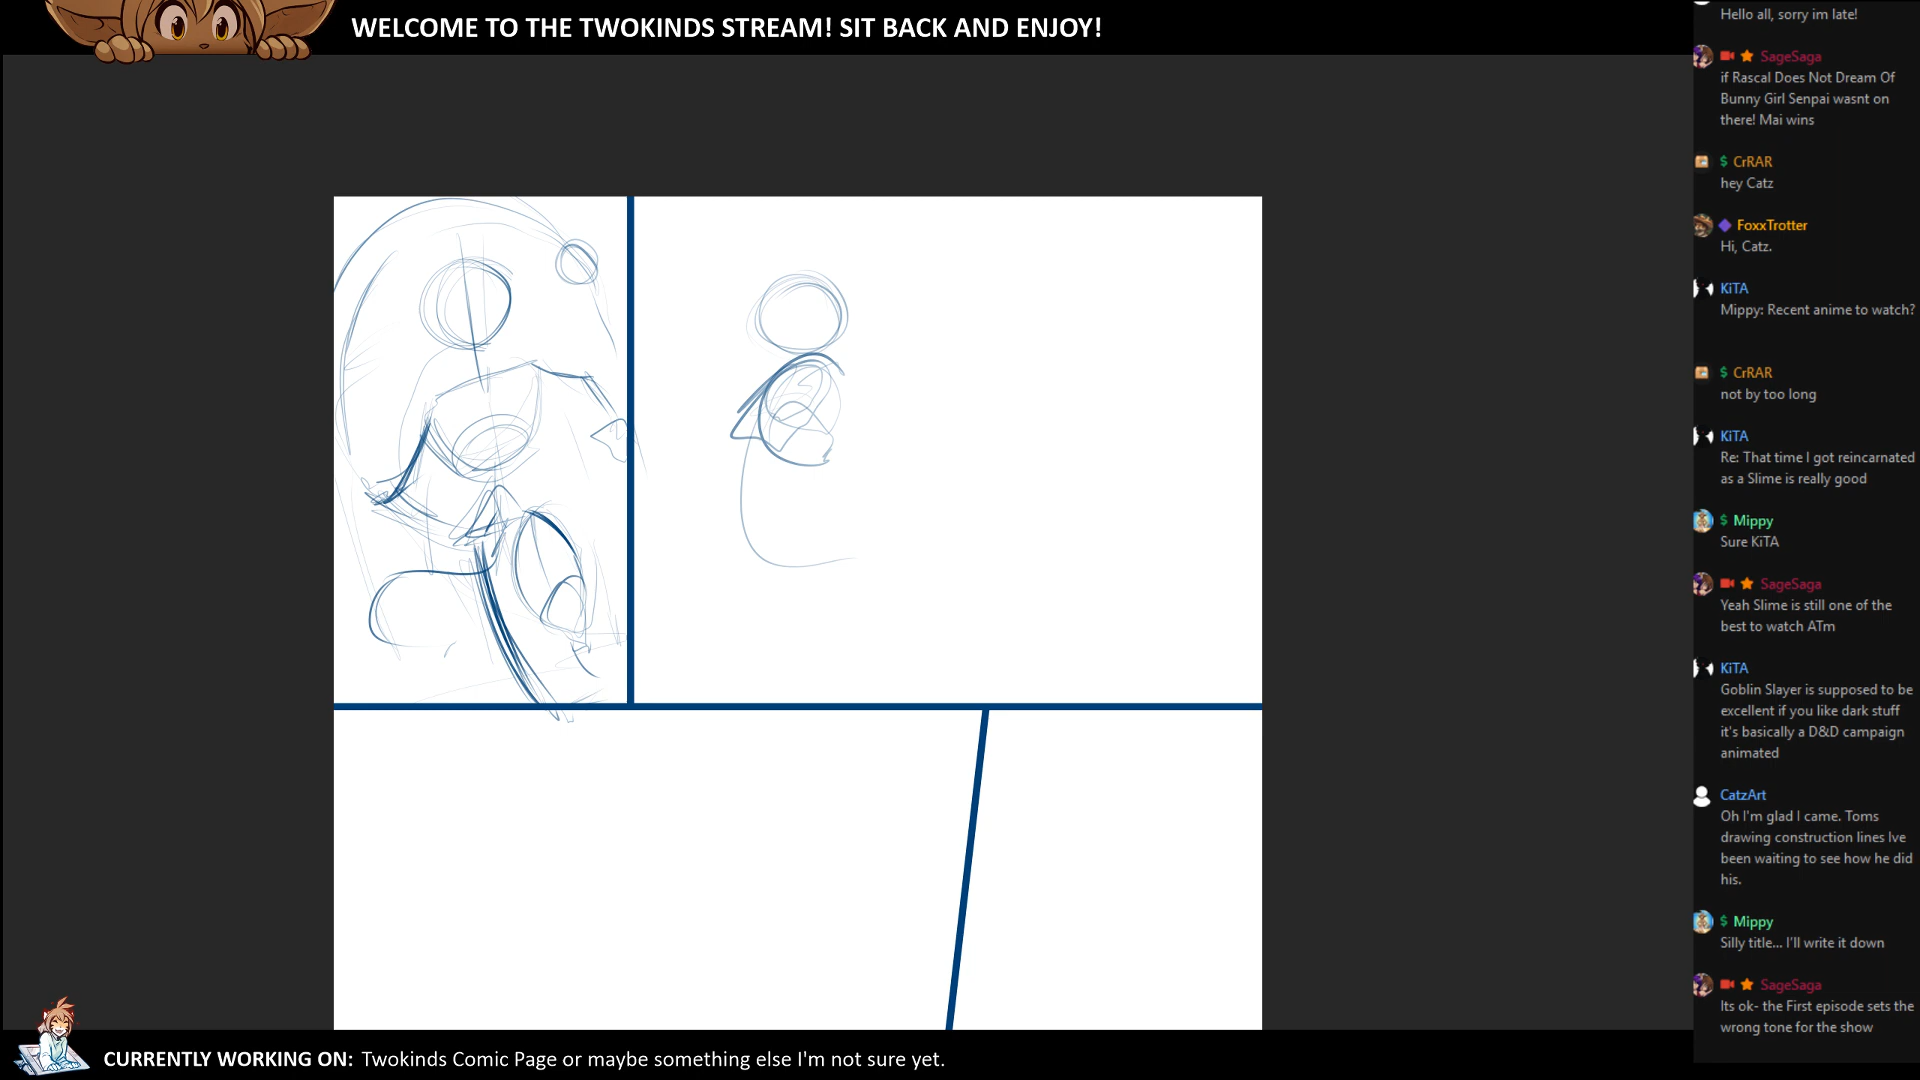 WELCOME TO THE TWOKINDS STREAM! SIT BACK AND ENJOY!
Hello all, sorry im late!
SageSaga
if Rascal Does Not Dream Of
Bunny Girl Senpai wasnt on
there! Mai wins
$ CrRAR
hey Catz
FoxxTrotter
Hi, Catz.
KiTA
Mippy: Recent anime to watch?
$ CrRAR
not by too long
KiTA
Re: That time I got reincarnated
as a Slime is really good
$ Mippy
Sure KiTA
SageSaga
Yeah Slime is still one of the
best to watch ATm
KiTA
Goblin Slayer is supposed to be
excellent if you like dark stuff
it's basically a D&D campaign
animated
CatzArt
Oh I'm glad I came. Toms
drawing construction lines Ive
been waiting to see how he did
his.
$ Mippy
Silly title... I'll write it down
SageSaga
Its ok- the First episode sets the
wrong tone for the show
CURRENTLY WORKING ON: Twokinds Comic Page or maybe something else I'm not sure yet.